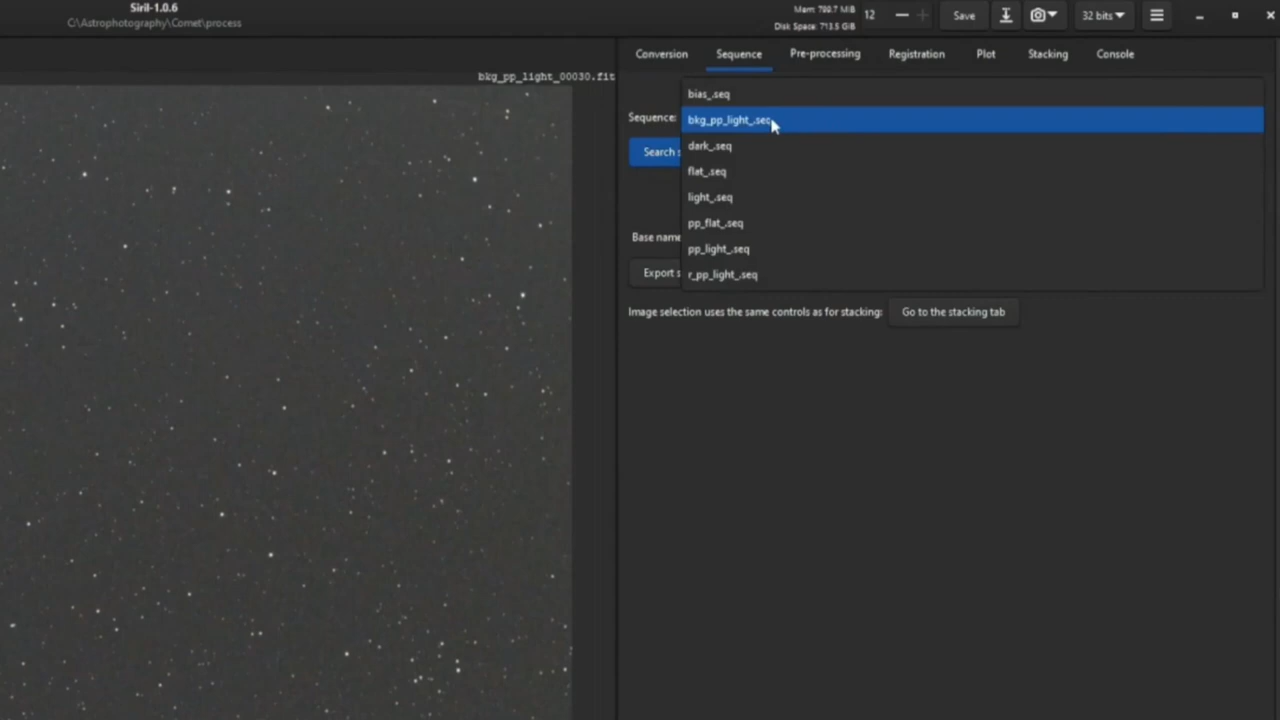 Siril-1.0.6
C:\Astrophotography\Comet\process
Mem: 799.7 MiB
Disk Space: 713.5 GiB
12
Save
32 bits
Conversion Sequence Pre-processing Registration Plot Stacking Console
bkg_pp_light_00030.fit
bias_.seq
Sequence: bkg_pp_light_.seq
dark_.seq
Search s
flat_.seq
light_.seq
pp_flat_.seq
Base name
pp_light_.seq
Export s
r_pp_light_.seq
Image selection uses the same controls as for stacking: Go to the stacking tab